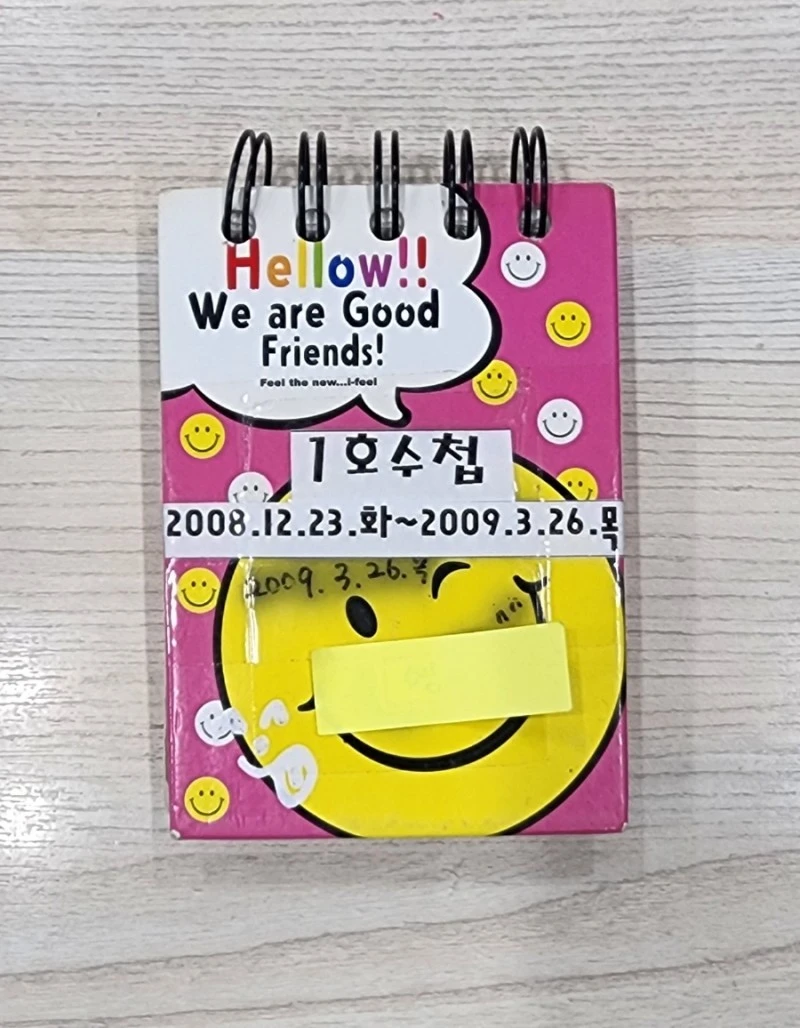 Hellow!!
We are Good
Friends!
Feel the new...i-feel
1호수첩
2008.12.23.화~2009.3.26.목
2009. 3.26.목